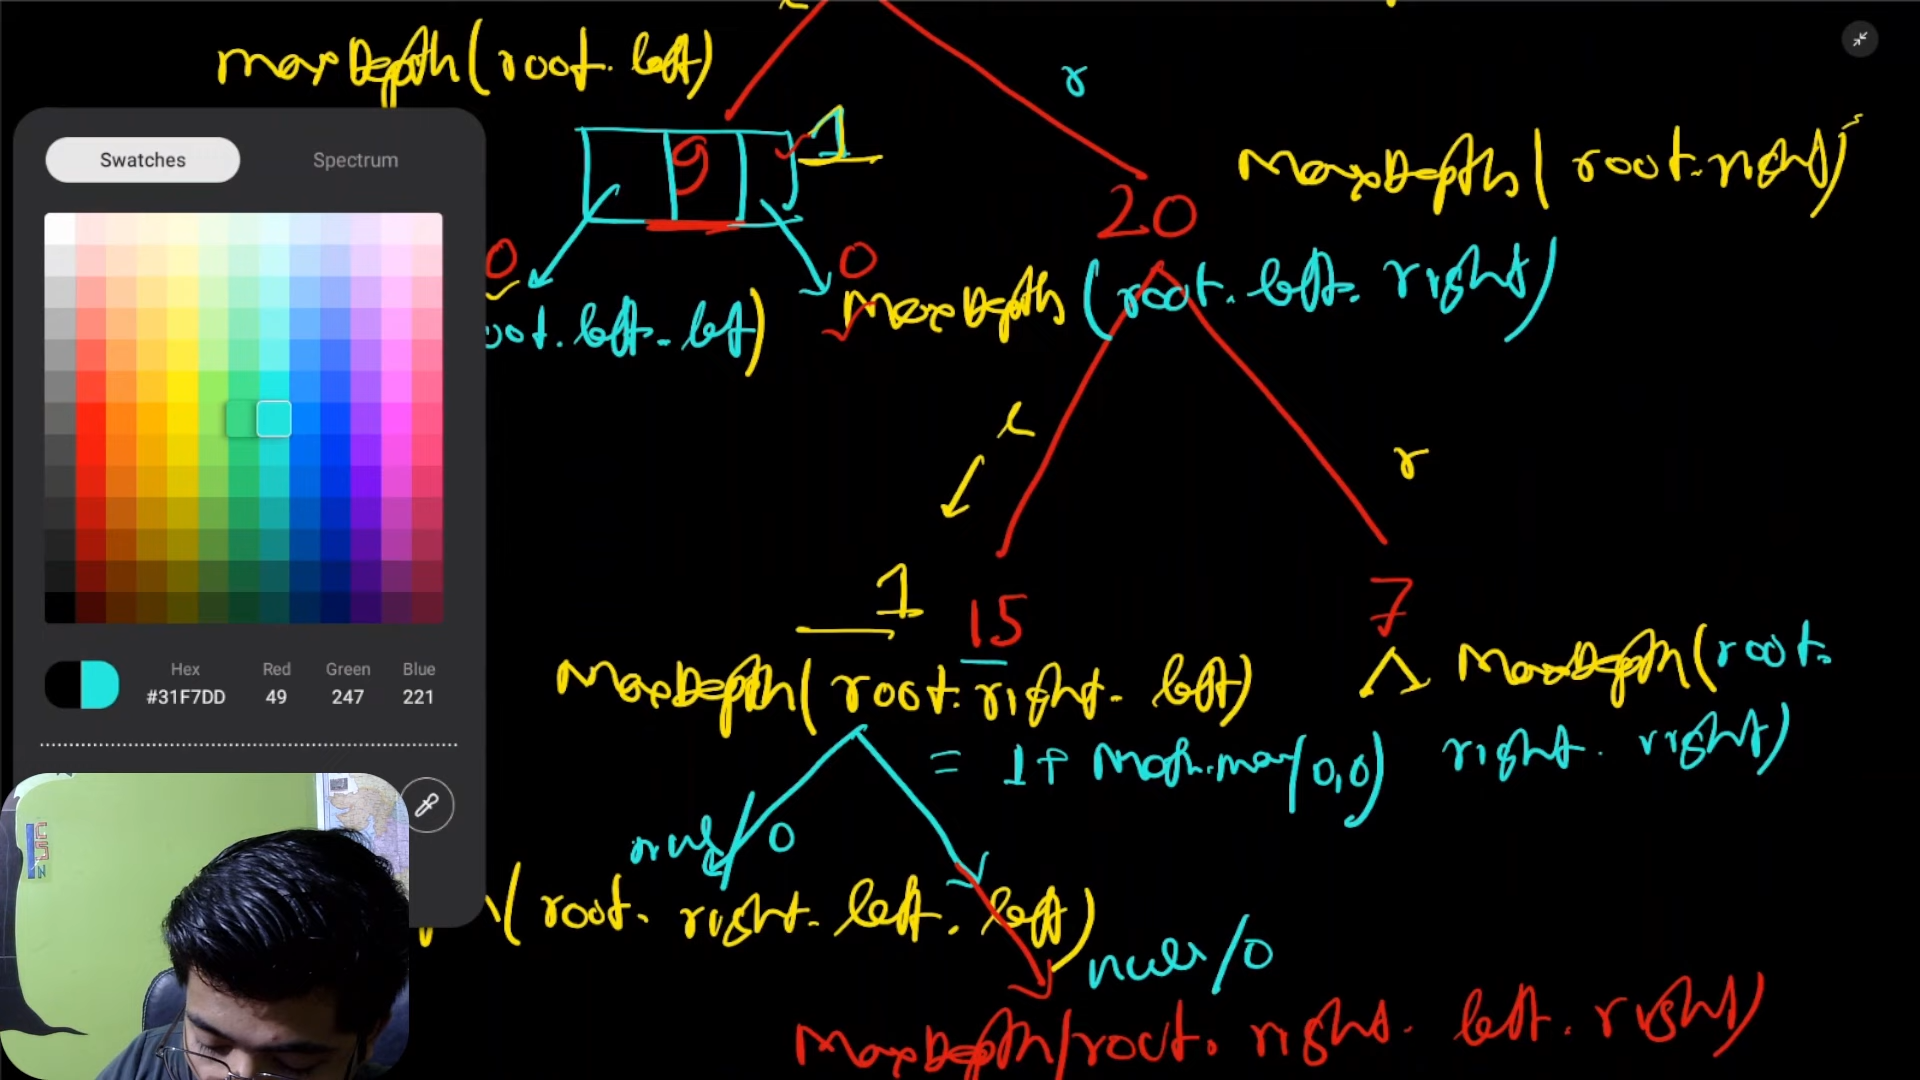 maxDepth(root.left)
r
9
1
MaxDepth(root.right)
20
0
0
oot.left.left)
MaxDepth(root.left.right)
Swatches
Spectrum
l
r
1
15
7
MaxDepth(root.right.left)
MaxDepth(root.
right.right)
= 1+ Math.max(0,0)
Hex
Red
Green
Blue
#31F7DD
49
247
221
null
0
(root.right.left.left)
null/0
MaxDepth(root.right.left.right)